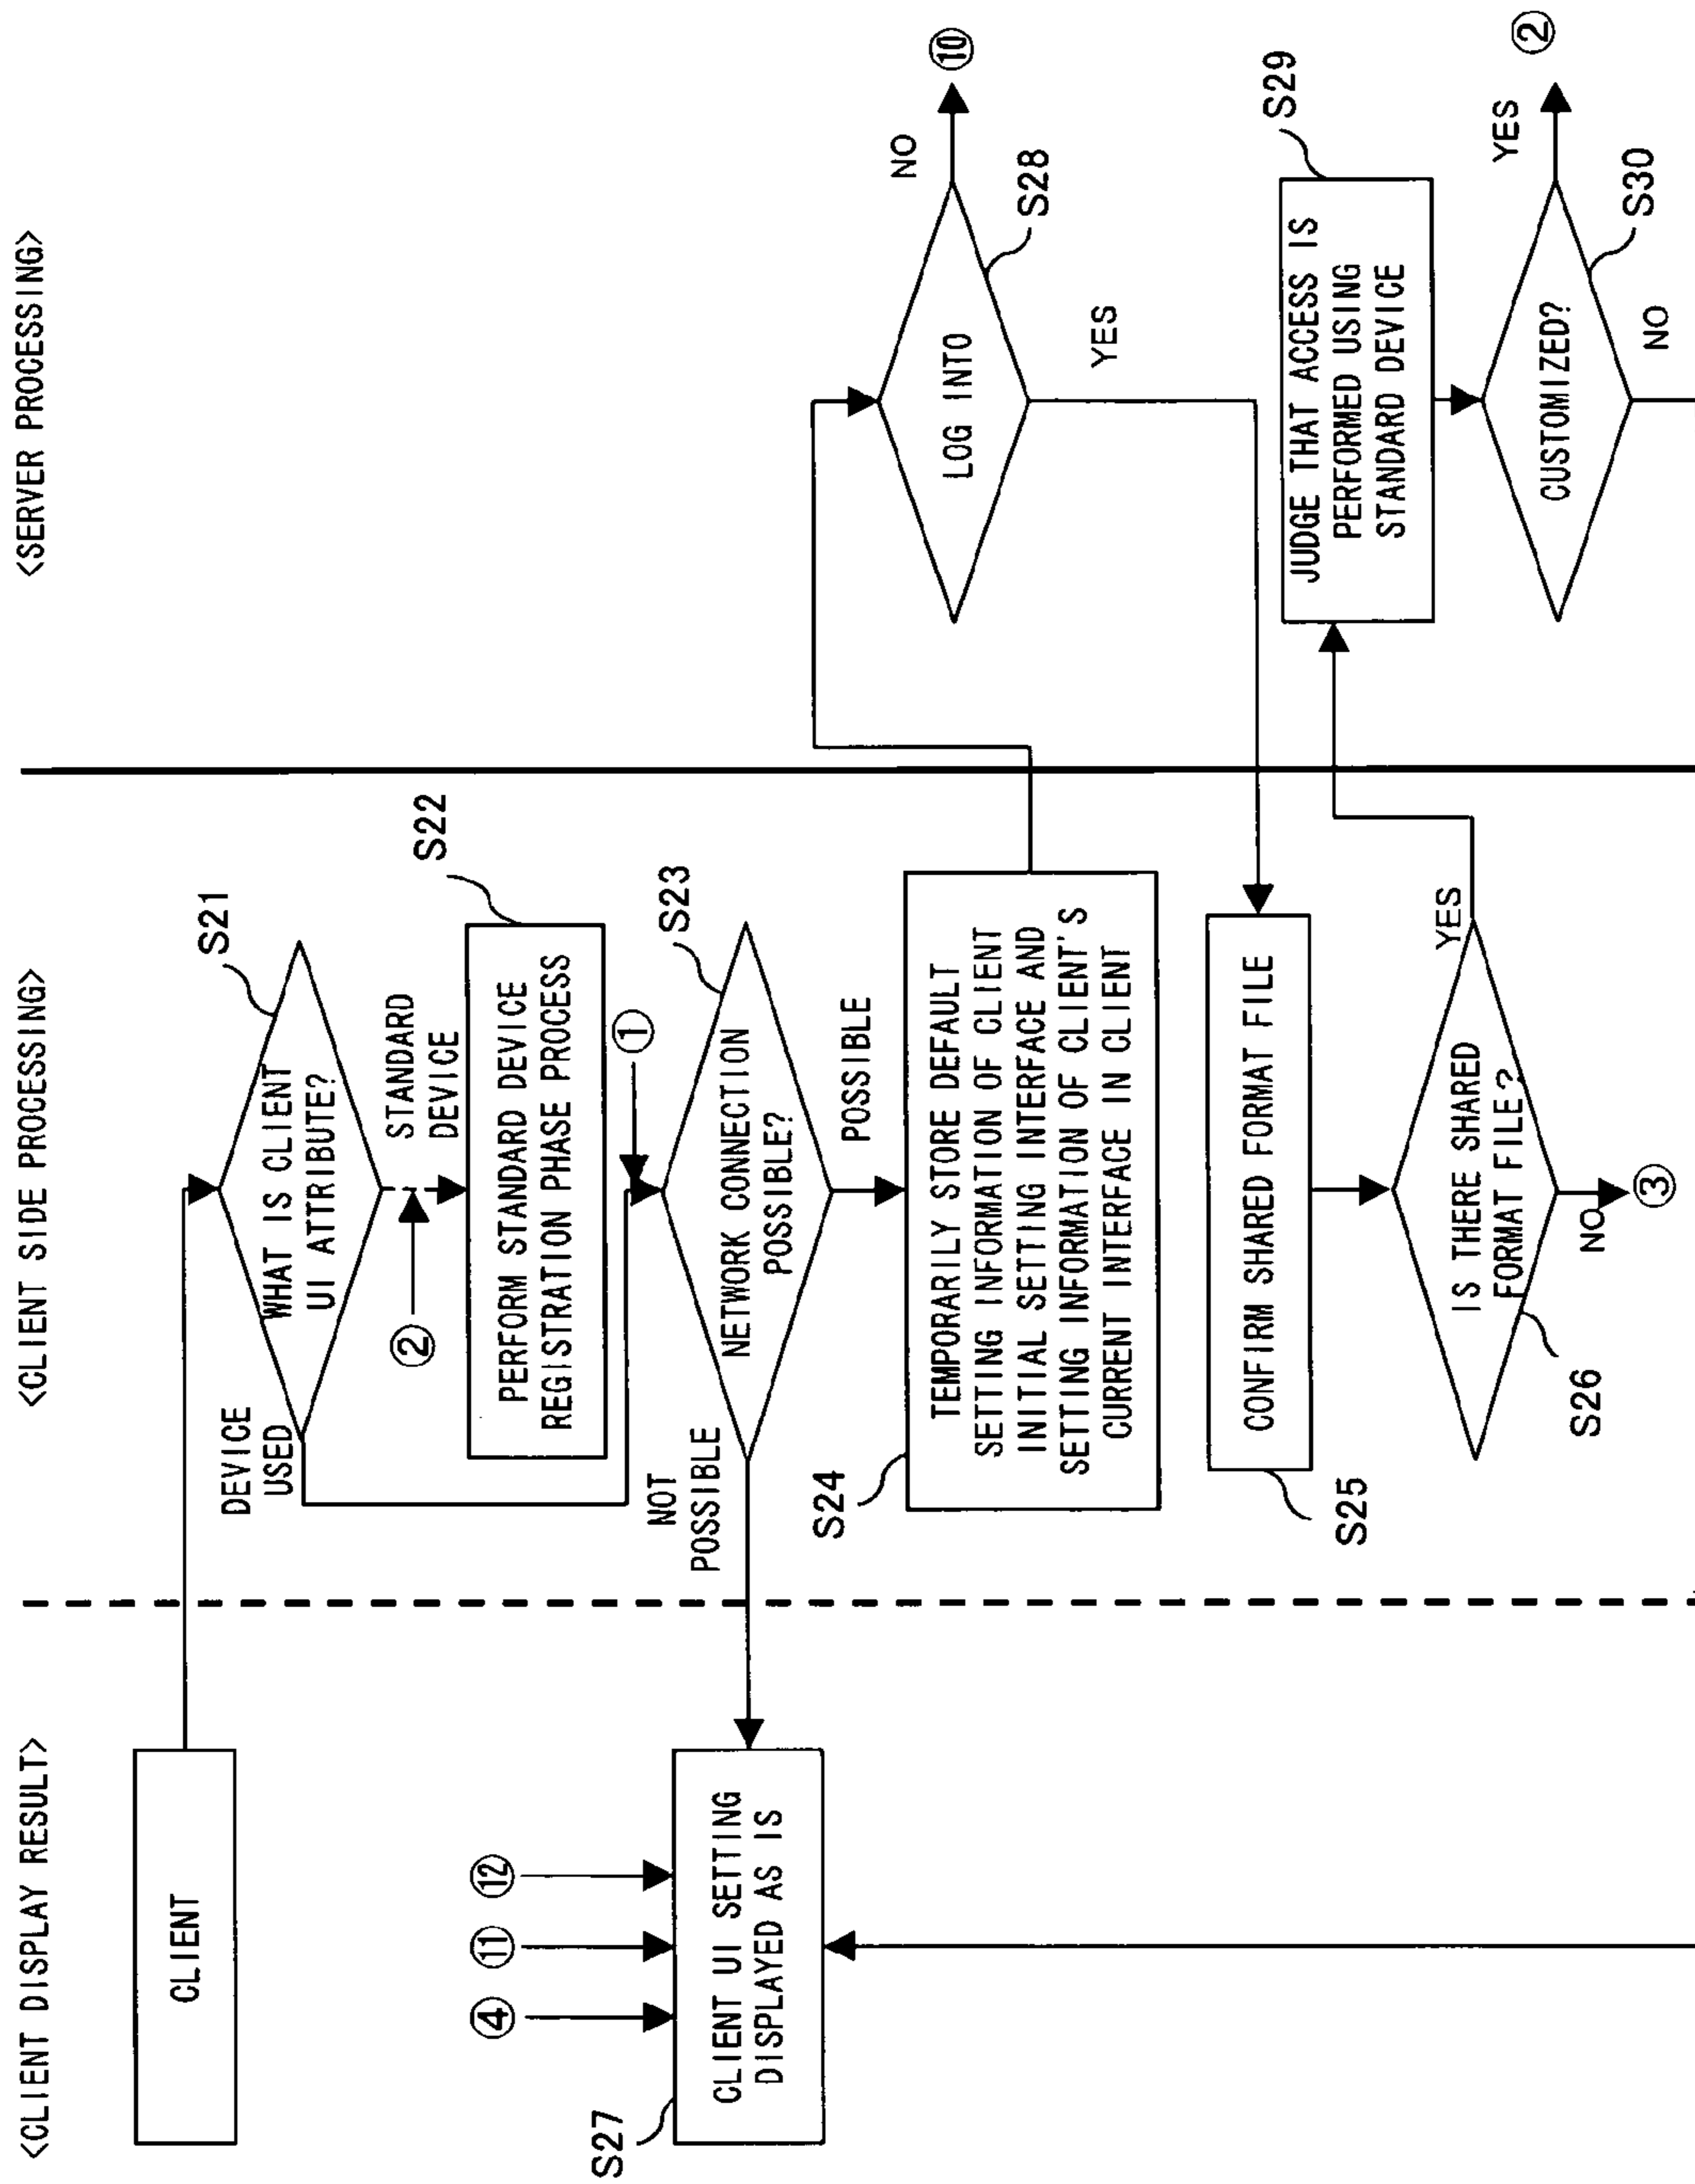 <CLIENT DISPLAY RESULT>
<CLIENT SIDE PROCESSING>
<SERVER PROCESSING>
CLIENT
S21
WHAT IS CLIENT
UI ATTRIBUTE?
DEVICE
USED
STANDARD
DEVICE
②
S22
PERFORM STANDARD DEVICE
REGISTRATION PHASE PROCESS
①
S23
NETWORK CONNECTION
POSSIBLE?
NOT
POSSIBLE
POSSIBLE
④
⑪
⑫
S27
CLIENT UI SETTING
DISPLAYED AS IS
S24
TEMPORARILY STORE DEFAULT
SETTING INFORMATION OF CLIENT
INITIAL SETTING INTERFACE AND
SETTING INFORMATION OF CLIENT'S
CURRENT INTERFACE IN CLIENT
LOG INTO
S28
NO
⑩
YES
S25
CONFIRM SHARED FORMAT FILE
IS THERE SHARED
FORMAT FILE?
S26
YES
NO
③
S29
JUDGE THAT ACCESS IS
PERFORMED USING
STANDARD DEVICE
CUSTOMIZED?
S30
YES
②
NO